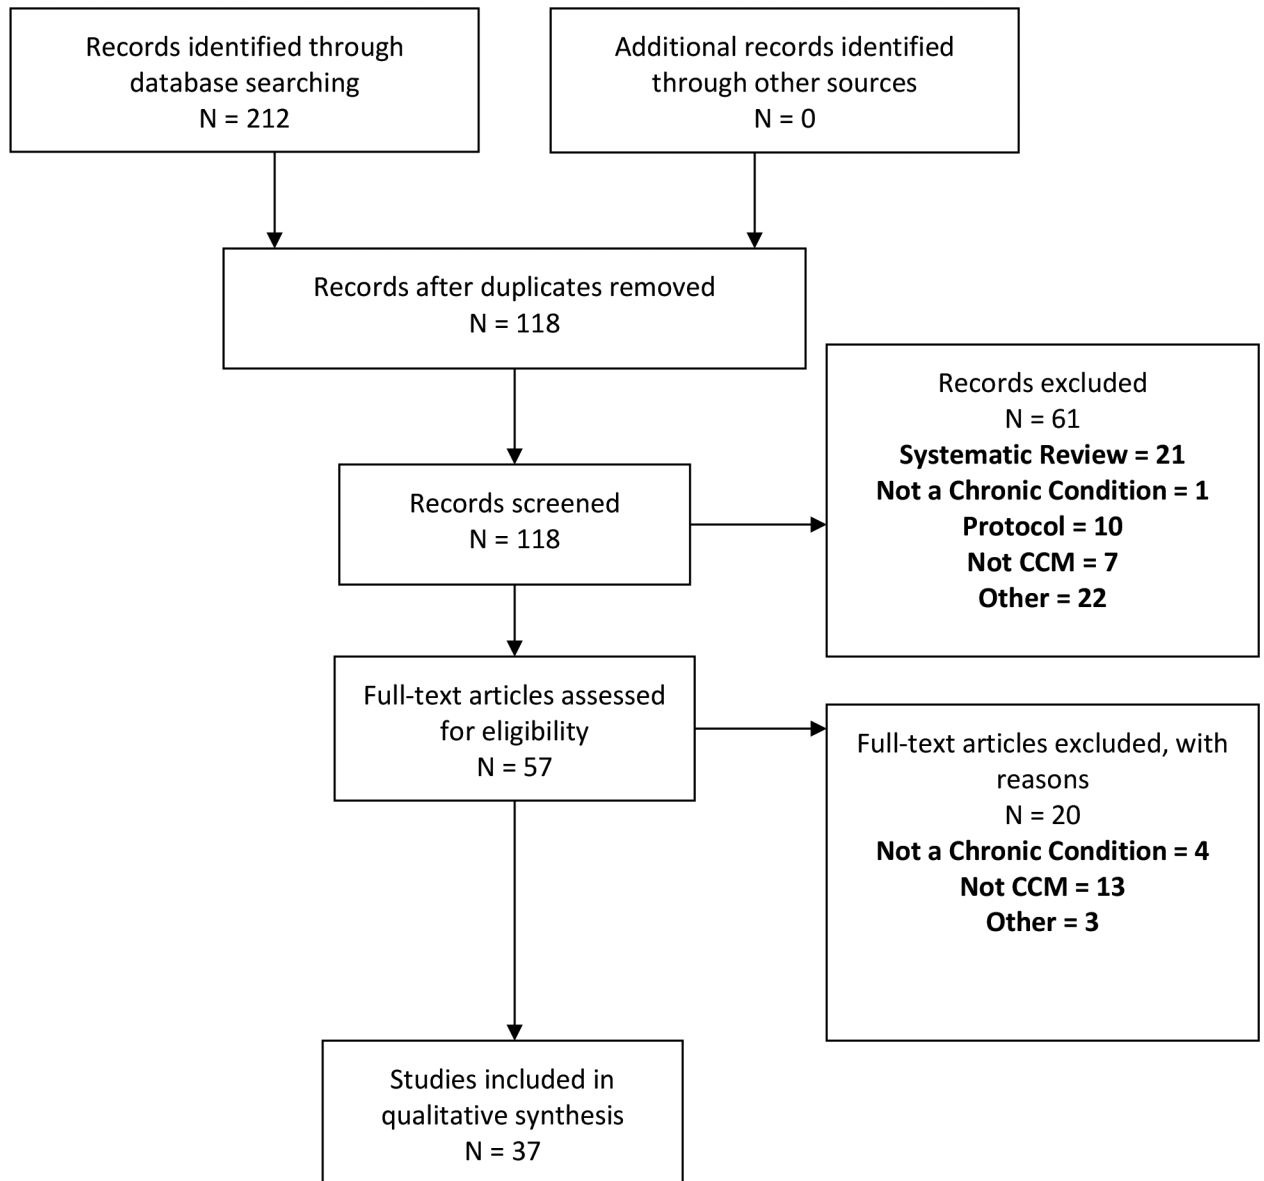 Records identified through
database searching
N = 212
Additional records identified
through other sources
N = 0
Records after duplicates removed
N = 118
Records screened
N = 118
Records excluded
N = 61
Systematic Review = 21
Not a Chronic Condition = 1
Protocol = 10
Not CCM = 7
Other = 22
Full-text articles assessed
for eligibility
N = 57
Full-text articles excluded, with
reasons
N = 20
Not a Chronic Condition = 4
Not CCM = 13
Other = 3
Studies included in
qualitative synthesis
N = 37